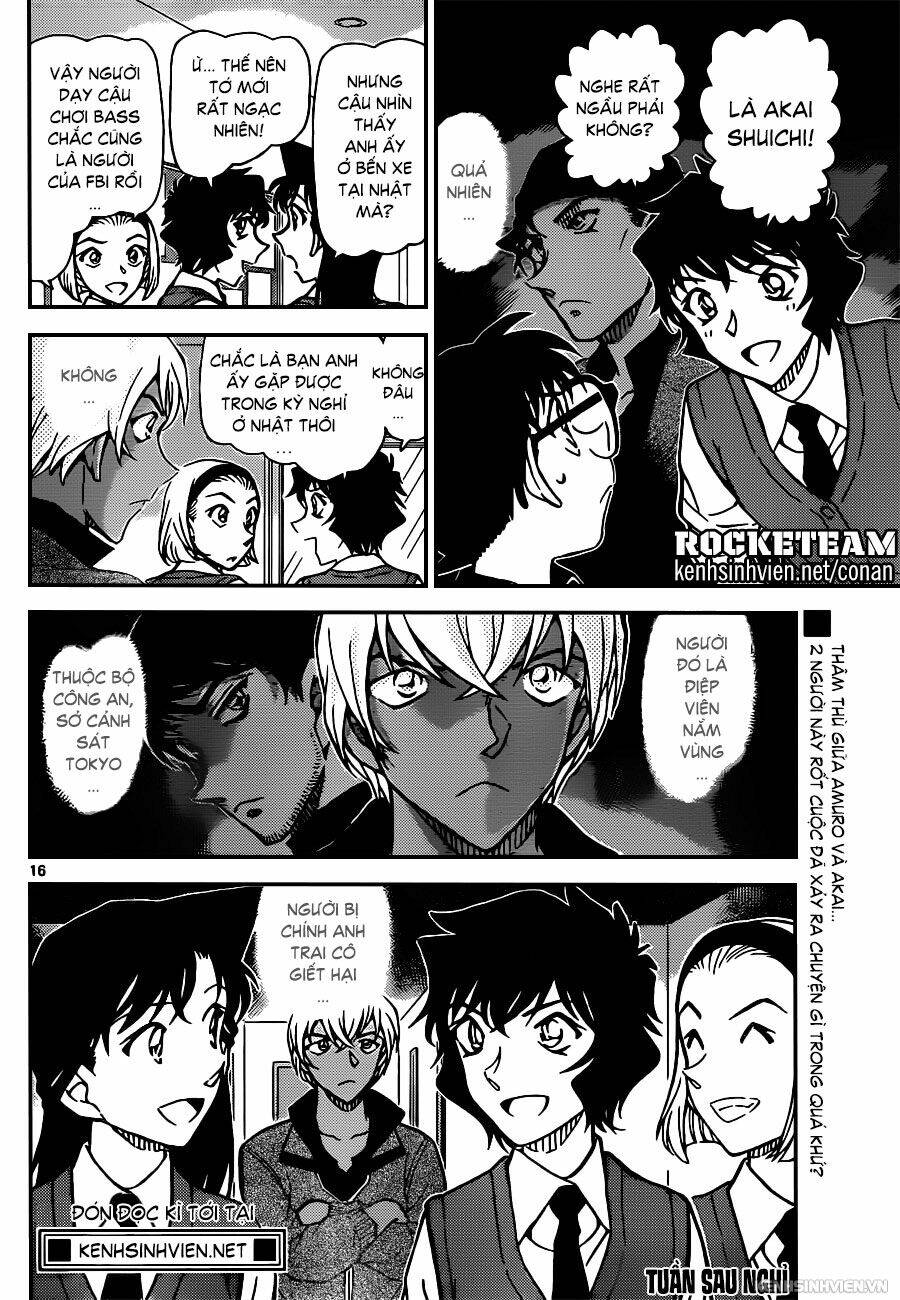 LÀ AKAI
SHUICHI!
NGHE RẤT
NGẦU PHẢI
KHÔNG?
QUẢ
NHIÊN
...
ROCKETEAM
kenhsinhvien.net/conan
NHƯNG
CẬU NHÌN
THẤY
ANH ẤY
Ở BẾN XE
TẠI NHẬT
MÀ?
Ừ... THẾ NÊN
TỚ MỚI
RẤT NGẠC
NHIÊN!
VẬY NGƯỜI
DẠY CẬU
CHƠI BASS
CHẮC CŨNG
LÀ NGƯỜI
CỦA FBI RỒI
...
KHÔNG
ĐÂU
...
CHẮC LÀ BẠN ANH
ẤY GẶP ĐƯỢC
TRONG KỲ NGHỈ
Ở NHẬT THÔI
...
KHÔNG
...
NGƯỜI
ĐÓ LÀ
ĐIỆP
VIÊN
NẰM
VÙNG
...
THUỘC BỘ
CÔNG AN,
SỞ CẢNH
SÁT
TOKYO
...
16
THÂM THÙ GIỮA AMURO VÀ AKAI...
2 NGƯỜI NÀY RỐT CUỘC ĐÃ XẢY RA CHUYỆN GÌ TRONG QUÁ KHỨ?
NGƯỜI BỊ
CHÍNH ANH
TRAI CÔ
GIẾT HẠI
...
ĐÓN ĐỌC KÌ TỚI TẠI
KENHSINHVIEN.NET
TUẦN SAU NGHỈ
KENHSINHVIEN.VN